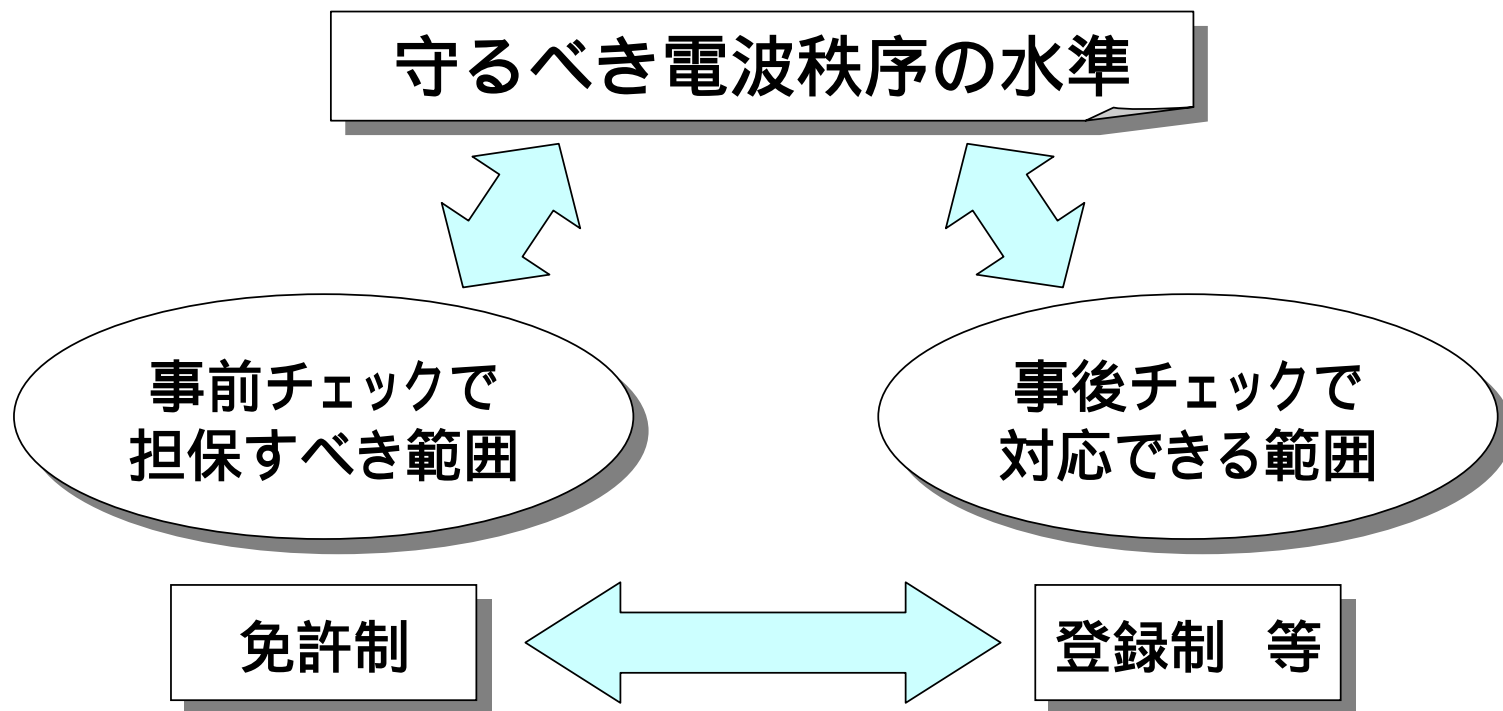 守るべき電波秩序の水準
事前チェックで
担保すべき範囲
事後チェックで
対応できる範囲
免許制
登録制　等